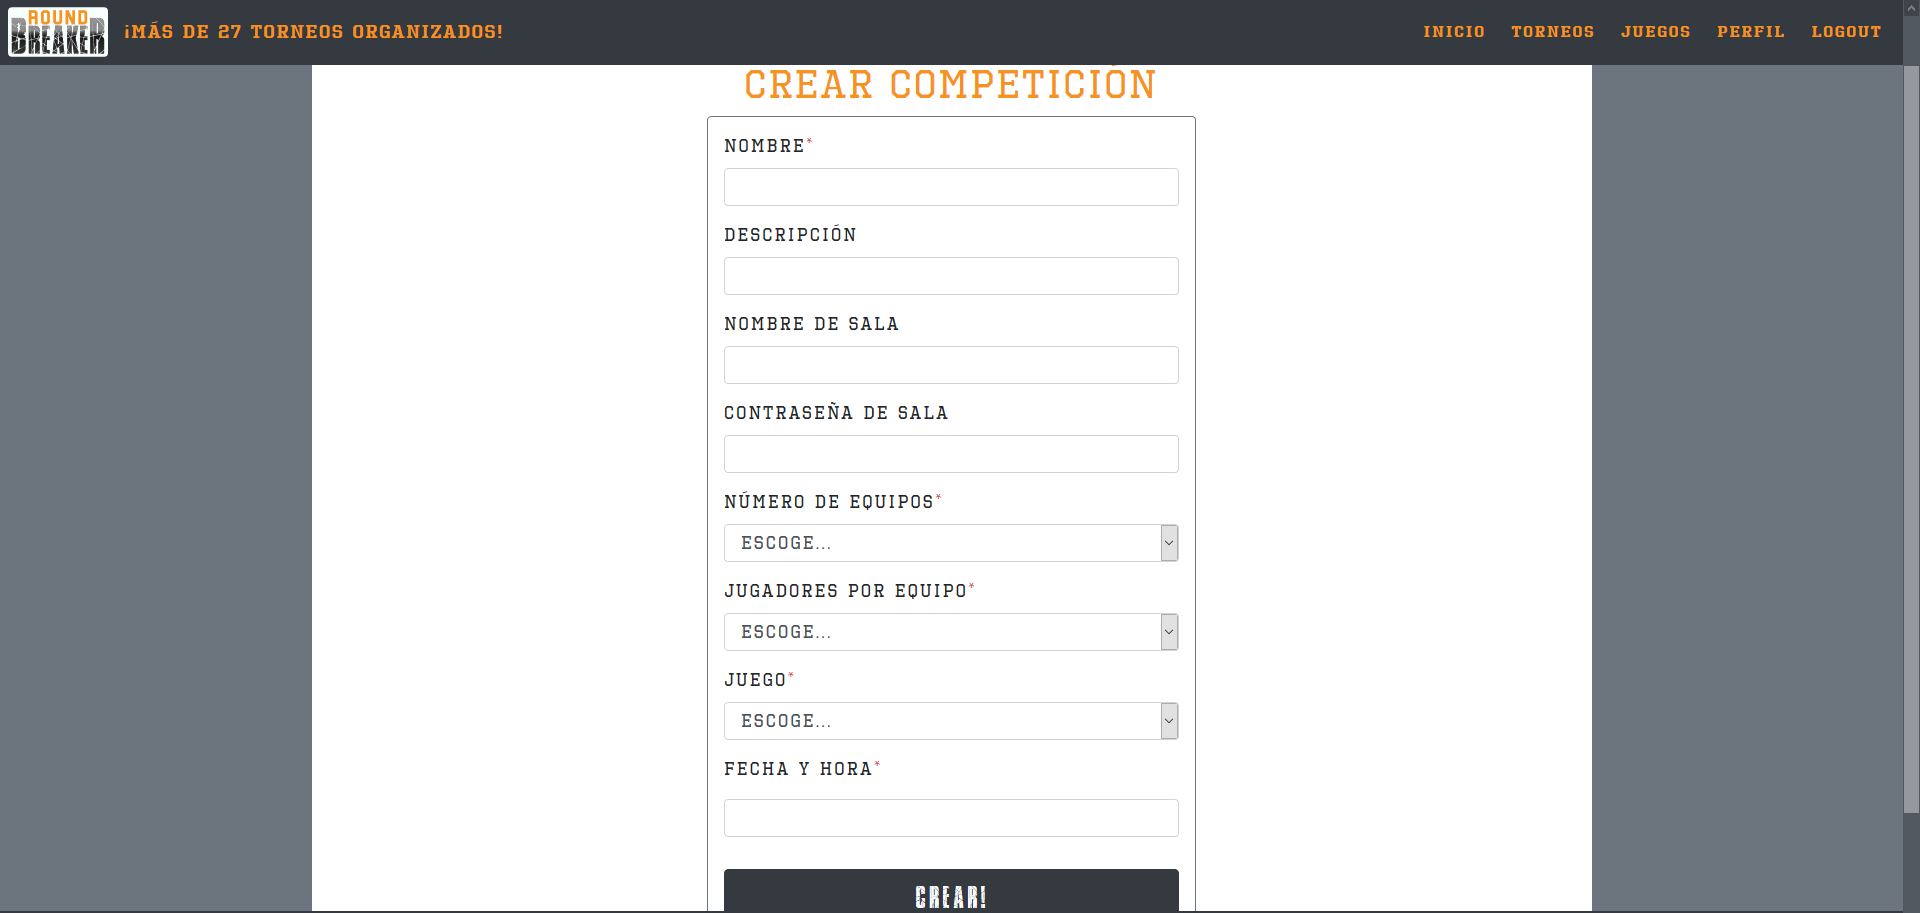 ROUND
BREAKER
¡MÁS DE 27 TORNEOS ORGANIZADOS!
INICIO TORNEOS JUEGOS PERFIL LOGOUT
CREAR COMPETICIÓN
NOMBRE*
DESCRIPCIÓN
NOMBRE DE SALA
CONTRASEÑA DE SALA
NÚMERO DE EQUIPOS*
ESCOGE...
JUGADORES POR EQUIPO*
ESCOGE...
JUEGO*
ESCOGE...
FECHA Y HORA*
CREAR!